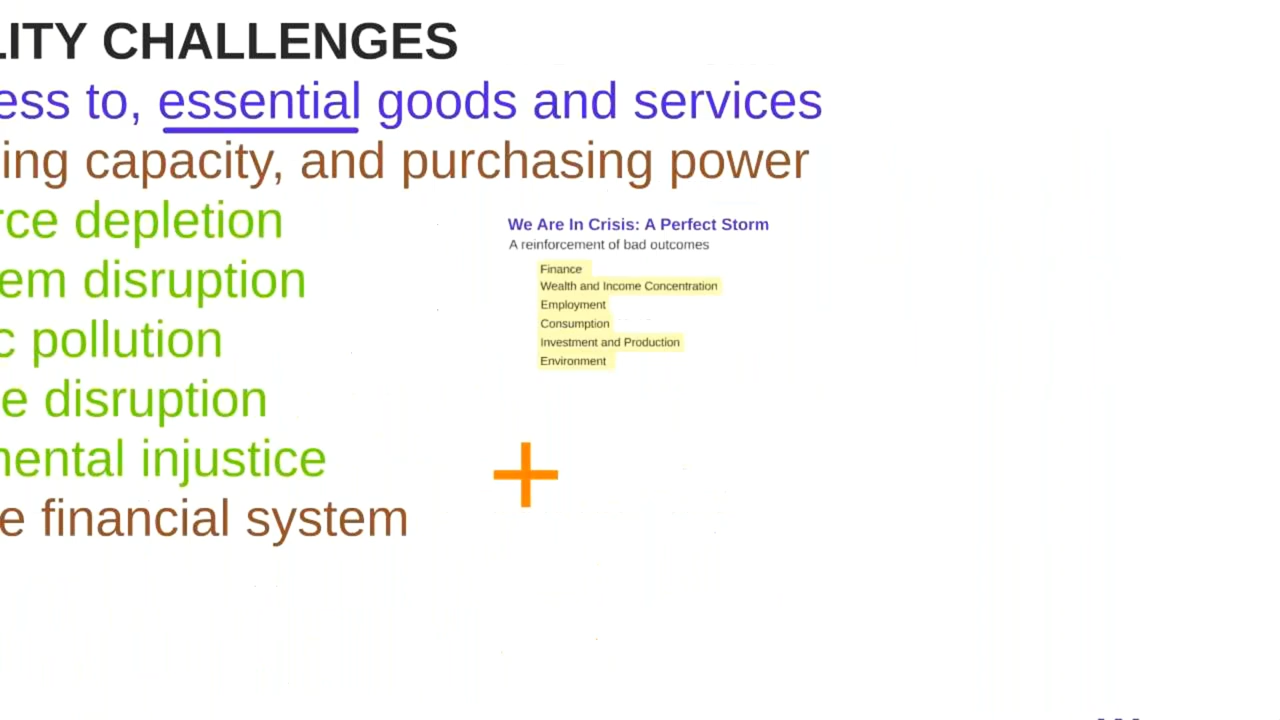 LITY CHALLENGES
ess to, essential goods and services
ing capacity, and purchasing power
rce depletion
We Are In Crisis: A Perfect Storm
A reinforcement of bad outcomes
Finance
Wealth and Income Concentration
Employment
Consumption
Investment and Production
Environment
em disruption
c pollution
e disruption
mental injustice
e financial system